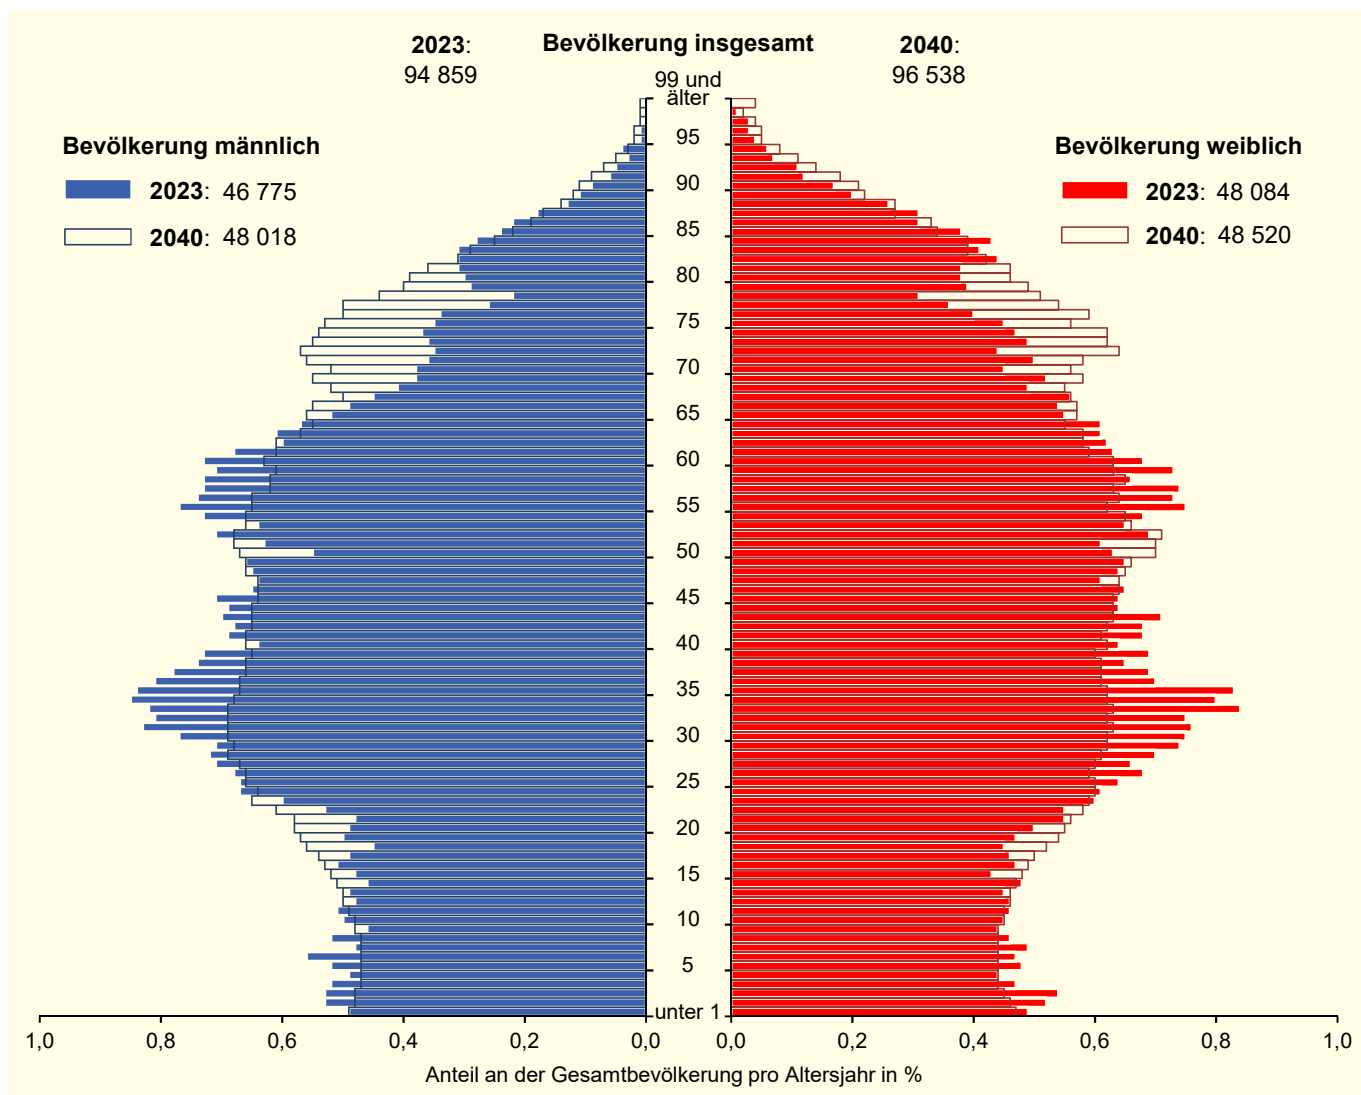 2023: Bevölkerung insgesamt 2040:
94 859 96 538
99 und
älter
Bevölkerung männlich
2023: 46 775
2040: 48 018
Bevölkerung weiblich
2023: 48 084
2040: 48 520
95
90
85
80
75
70
65
60
55
50
45
40
35
30
25
20
15
10
5
unter 1
1,0 0,8 0,6 0,4 0,2 0,0 0,0 0,2 0,4 0,6 0,8 1,0
Anteil an der Gesamtbevölkerung pro Altersjahr in %